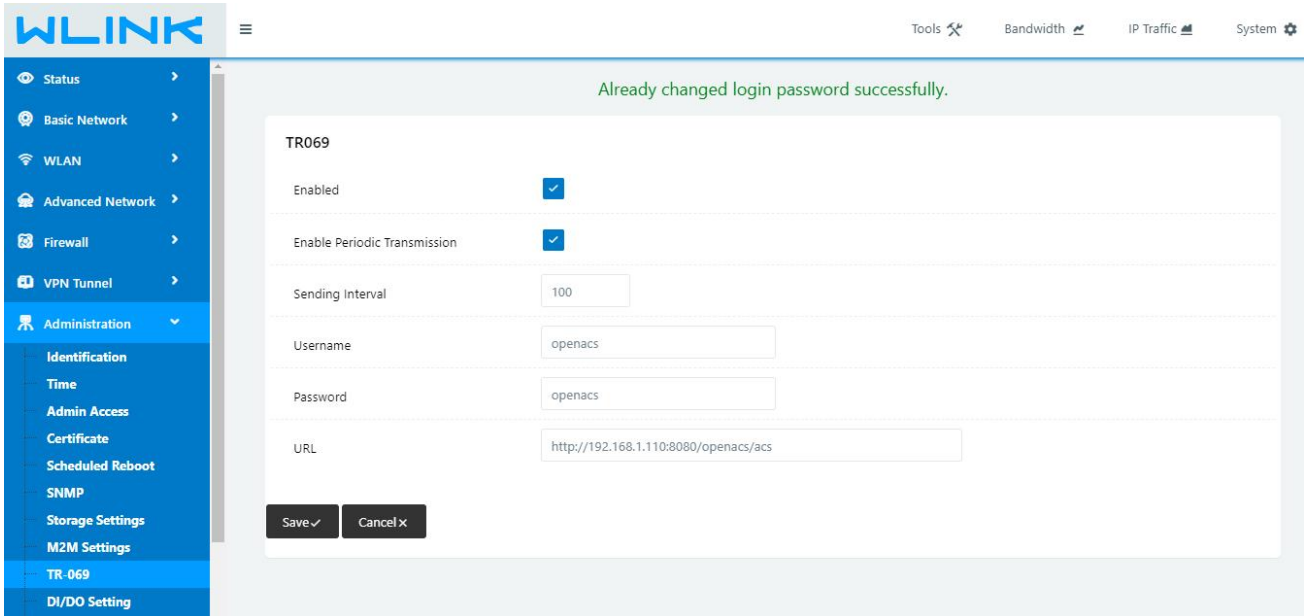 WLINK
Tools
Bandwidth
IP Traffic
System
Status
Basic Network
WLAN
Advanced Network
Firewall
VPN Tunnel
Administration
Identification
Time
Admin Access
Certificate
Scheduled Reboot
SNMP
Storage Settings
M2M Settings
TR-069
DI/DO Setting
Already changed login password successfully.
TR069
Enabled
Enable Periodic Transmission
Sending Interval 100
Username openacs
Password openacs
URL http://192.168.1.110:8080/openacs/acs
Save Cancel